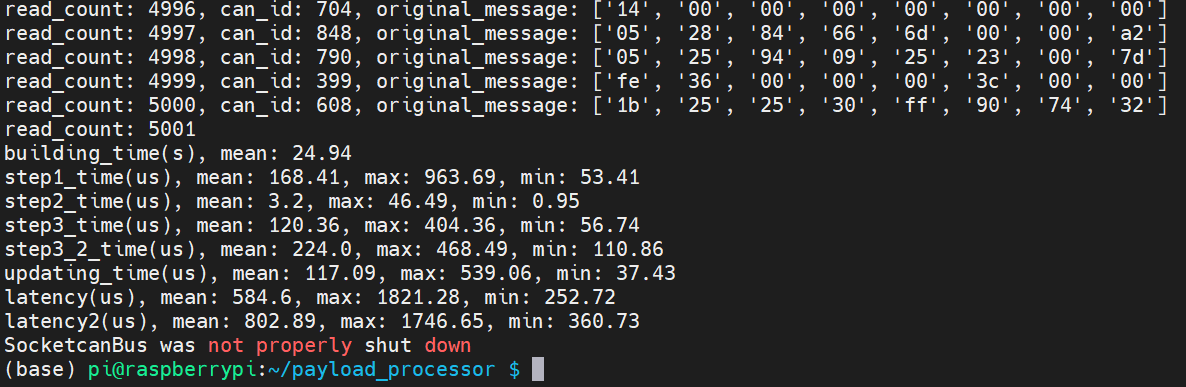 read_count: 4996, can_id: 704, original_message: ['14', '00', '00', '00', '00', '00', '00', '00']
read_count: 4997, can_id: 848, original_message: ['05', '28', '84', '66', '6d', '00', '00', 'a2']
read_count: 4998, can_id: 790, original_message: ['05', '25', '94', '09', '25', '23', '00', '7d']
read_count: 4999, can_id: 399, original_message: ['fe', '36', '00', '00', '00', '3c', '00', '00']
read_count: 5000, can_id: 608, original_message: ['1b', '25', '25', '30', 'ff', '90', '74', '32']
read_count: 5001
building_time(s), mean: 24.94
step1_time(us), mean: 168.41, max: 963.69, min: 53.41
step2_time(us), mean: 3.2, max: 46.49, min: 0.95
step3_time(us), mean: 120.36, max: 404.36, min: 56.74
step3_2_time(us), mean: 224.0, max: 468.49, min: 110.86
updating_time(us), mean: 117.09, max: 539.06, min: 37.43
latency(us), mean: 584.6, max: 1821.28, min: 252.72
latency2(us), mean: 802.89, max: 1746.65, min: 360.73
SocketcanBus was not properly shut down
(base) pi@raspberrypi:~/payload_processor $